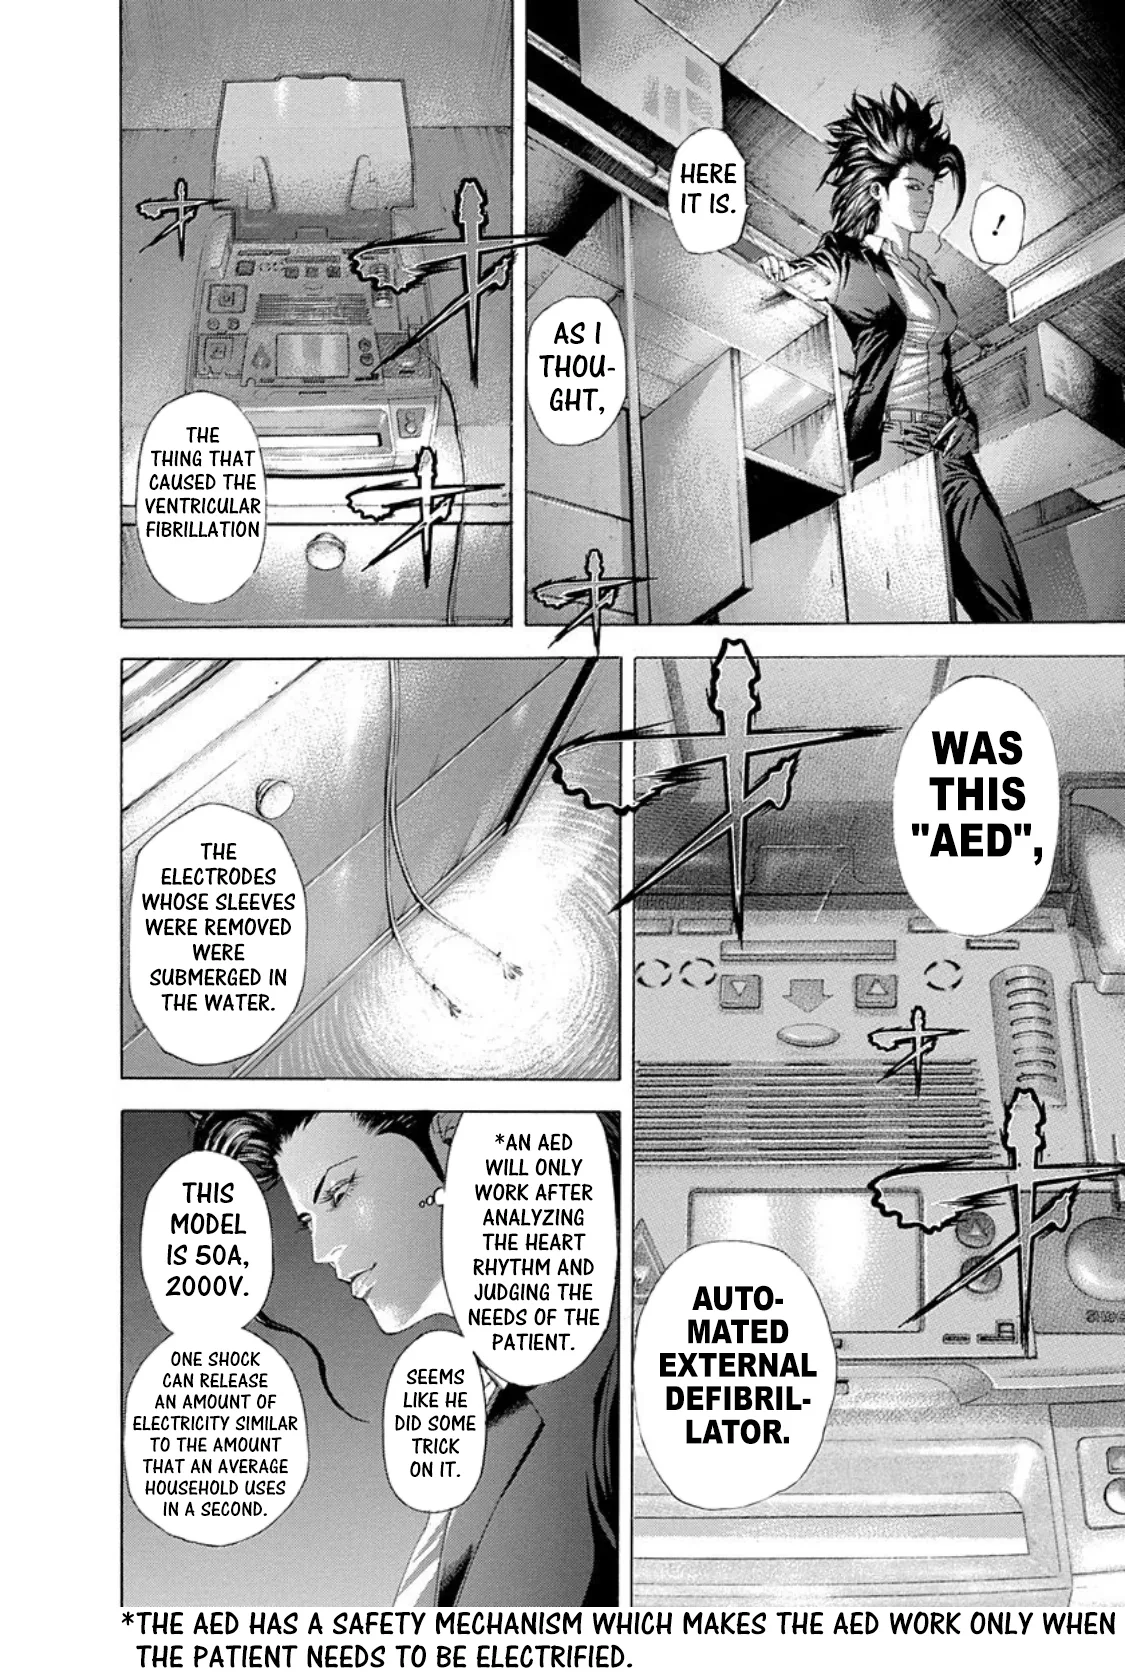 !
HERE
IT IS.
AS I
THOU-
GHT,
THE
THING THAT
CAUSED THE
VENTRICULAR
FIBRILLATION
WAS
THIS
"AED",
AUTO-
MATED
EXTERNAL
DEFIBRIL-
LATOR.
THE
ELECTRODES
WHOSE SLEEVES
WERE REMOVED
WERE
SUBMERGED IN
THE WATER.
*AN AED
WILL ONLY
WORK AFTER
ANALYZING
THE HEART
RHYTHM AND
JUDGING THE
NEEDS OF THE
PATIENT.
SEEMS
LIKE HE
DID SOME
TRICK
ON IT.
THIS
MODEL
IS 50A,
2000V.
ONE SHOCK
CAN RELEASE
AN AMOUNT OF
ELECTRICITY SIMILAR
TO THE AMOUNT
THAT AN AVERAGE
HOUSEHOLD USES
IN A SECOND.
*THE AED HAS A SAFETY MECHANISM WHICH MAKES THE AED WORK ONLY WHEN
THE PATIENT NEEDS TO BE ELECTRIFIED.